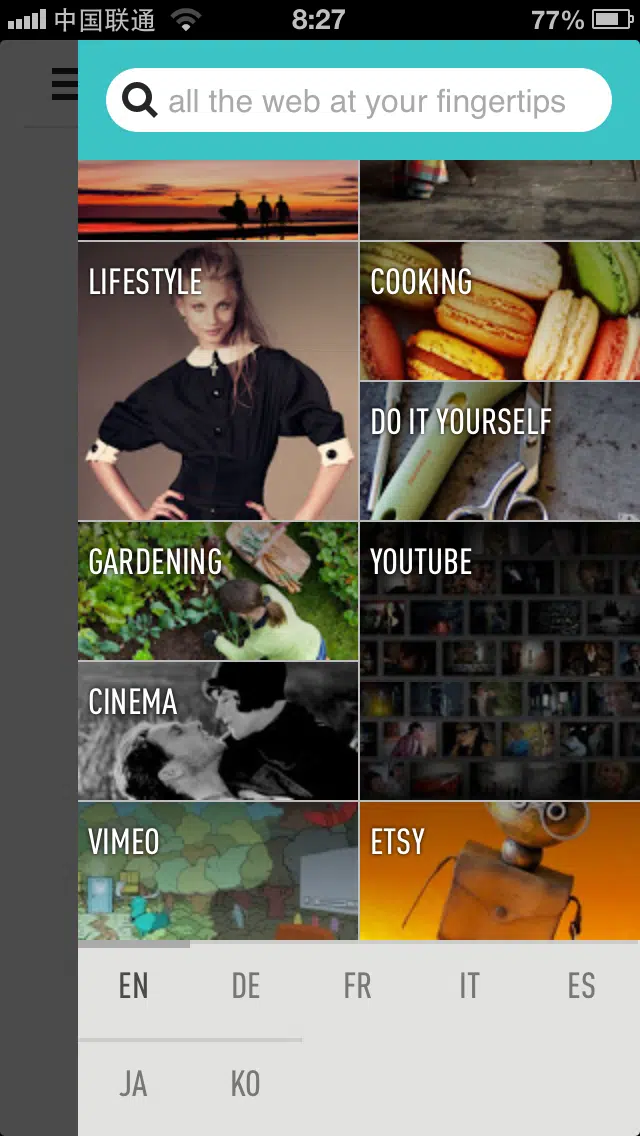 中国联通 8:27 77%
all the web at your fingertips
LIFESTYLE
COOKING
DO IT YOURSELF
GARDENING
YOUTUBE
CINEMA
VIMEO
ETSY
EN DE FR IT ES
JA KO